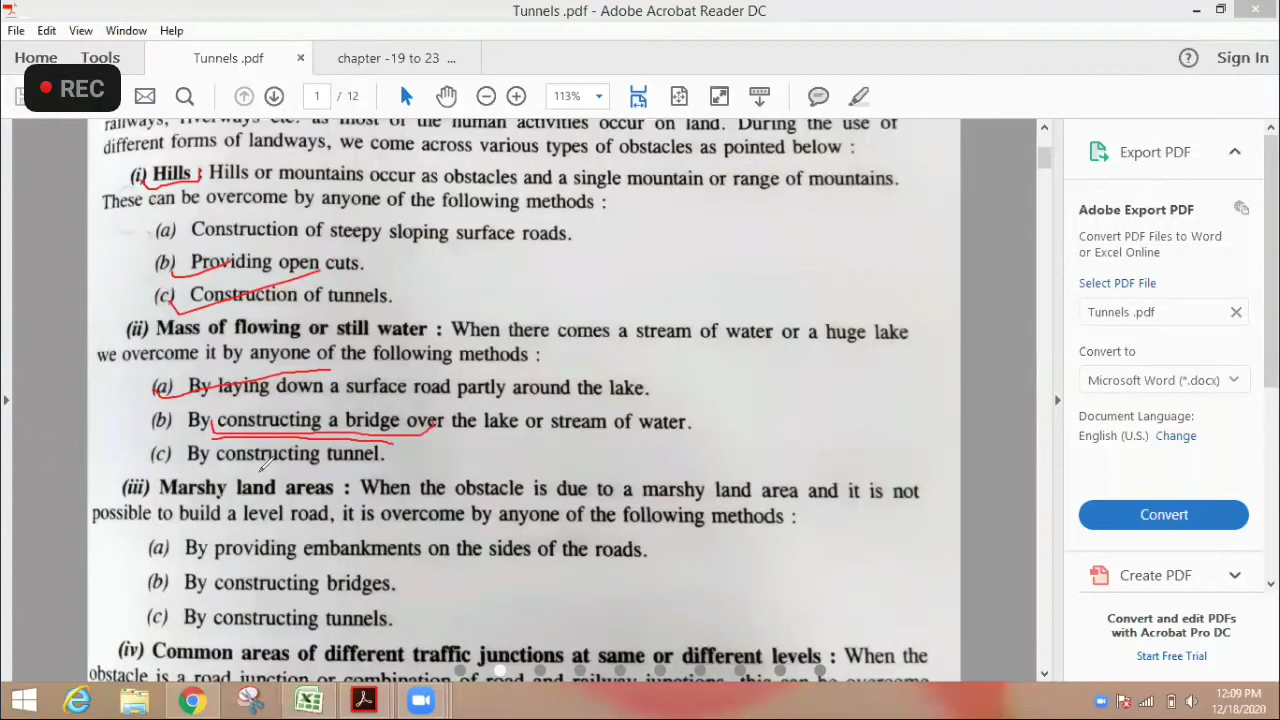 Tunnels .pdf - Adobe Acrobat Reader DC
File Edit View Window Help
Home Tools Tunnels .pdf × chapter -19 to 23 ... ? Sign In
REC 1 / 12 113%
railways, riverways etc. as most of the human activities occur on land. During the use of
different forms of landways, we come across various types of obstacles as pointed below :
(i) Hills : Hills or mountains occur as obstacles and a single mountain or range of mountains.
These can be overcome by anyone of the following methods :
(a) Construction of steepy sloping surface roads.
(b) Providing open cuts.
(c) Construction of tunnels.
(ii) Mass of flowing or still water : When there comes a stream of water or a huge lake
we overcome it by anyone of the following methods :
(a) By laying down a surface road partly around the lake.
(b) By constructing a bridge over the lake or stream of water.
(c) By constructing tunnel.
(iii) Marshy land areas : When the obstacle is due to a marshy land area and it is not
possible to build a level road, it is overcome by anyone of the following methods :
(a) By providing embankments on the sides of the roads.
(b) By constructing bridges.
(c) By constructing tunnels.
(iv) Common areas of different traffic junctions at same or different levels : When the
obstacle is a road junction or combination of road and railway junctions, this can be overcome
Export PDF
Adobe Export PDF
Convert PDF Files to Word
or Excel Online
Select PDF File
Tunnels .pdf
Convert to
Microsoft Word (*.docx)
Document Language:
English (U.S.) Change
Convert
Create PDF
Convert and edit PDFs
with Acrobat Pro DC
Start Free Trial
12:09 PM
12/18/2020